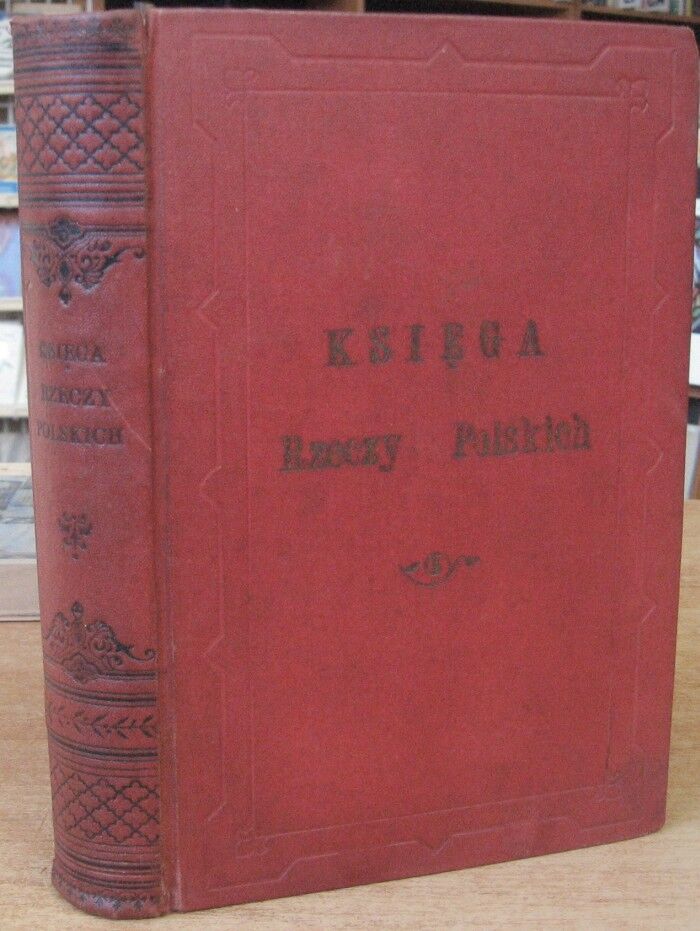 KSIĘGA
RZECZY
POLSKICH
KSIĘGA
Rzeczy Polskich